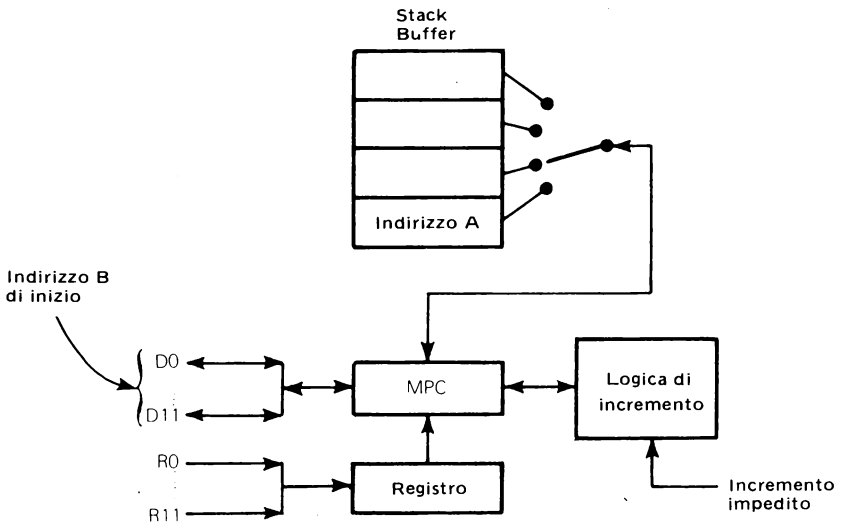 Stack
Buffer
Indirizzo A
Indirizzo B
di inizio
D0
D11
MPC
Logica di
incremento
R0
R11
Registro
Incremento
impedito